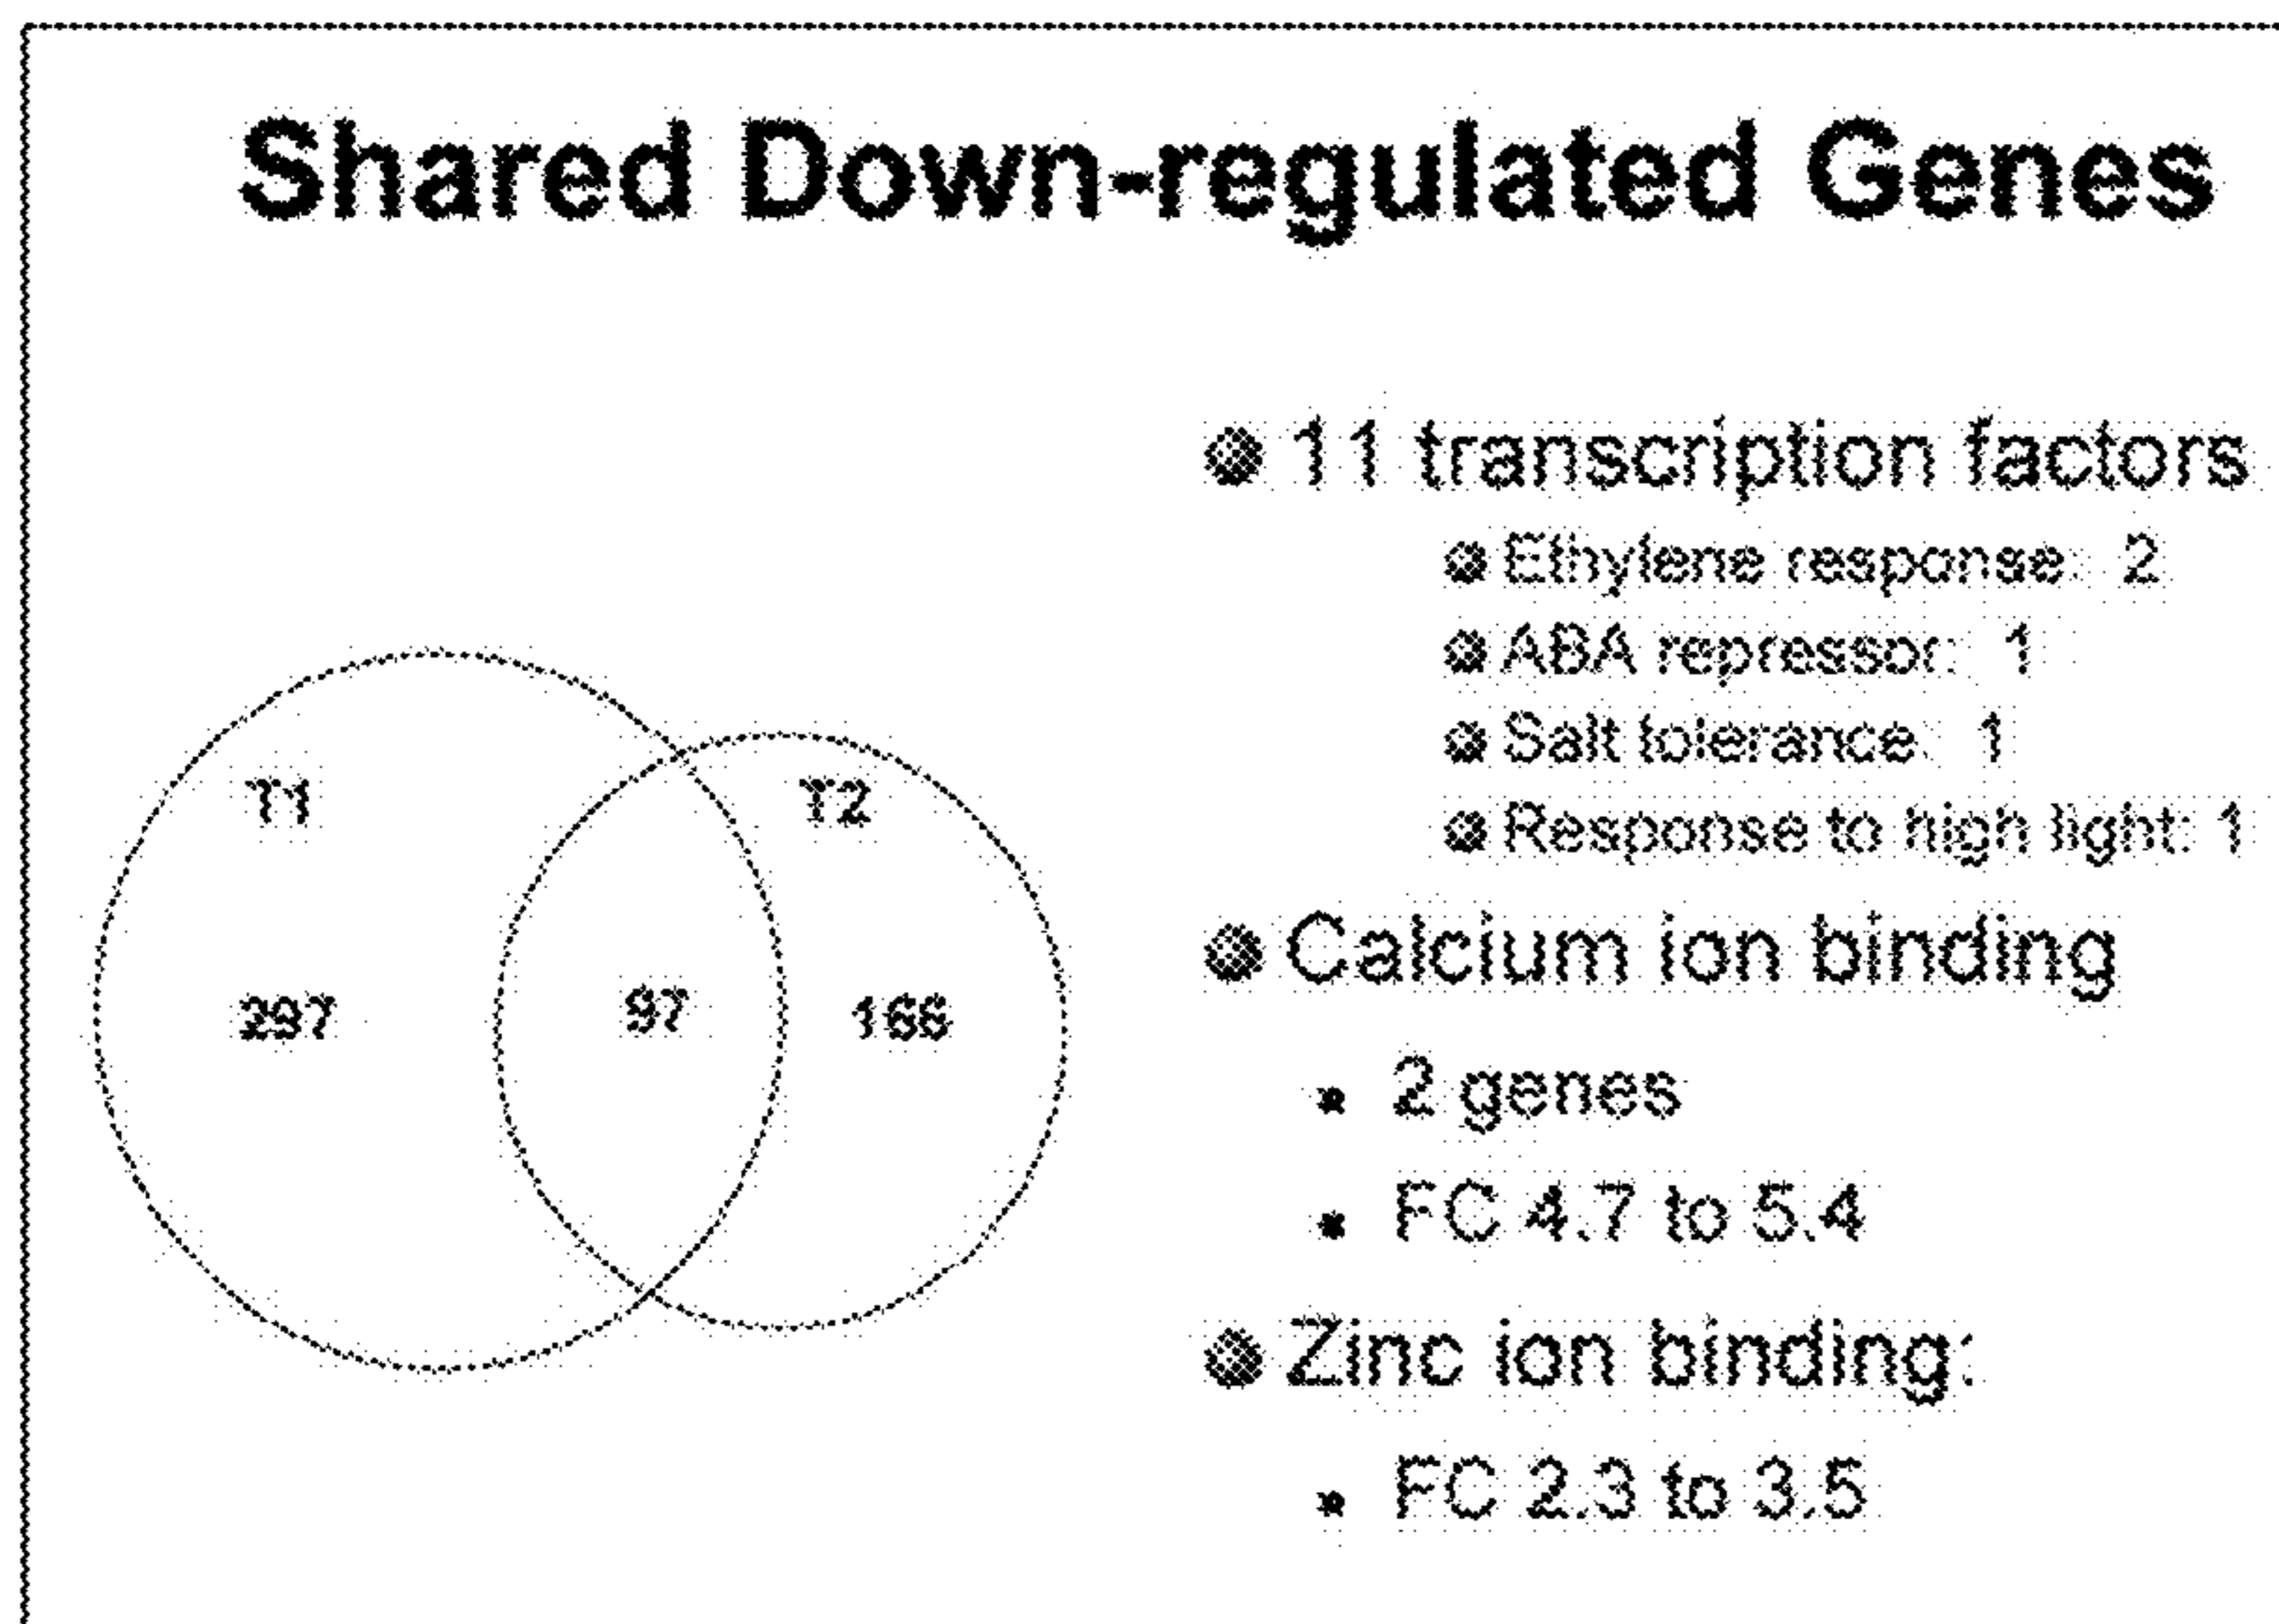 Shared Down-regulated Genes
11 transcription factors
Ethylene response: 2
ABA repressor: 1
Salt tolerance: 1
Response to high light: 1
Calcium ion binding
2 genes
FC 4.7 to 5.4
Zinc ion binding:
FC 2.3 to 3.5
T1
T2
297
97
166